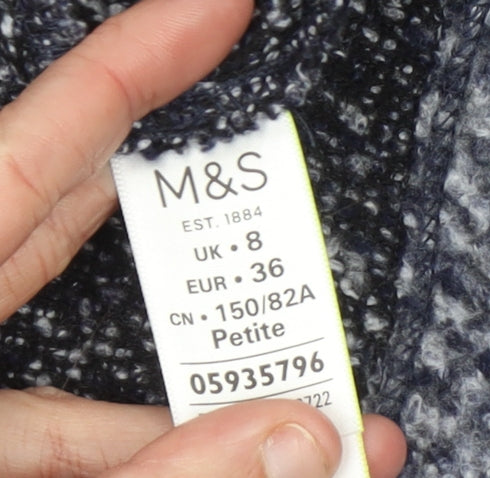 M&S
EST. 1884
UK • 8
EUR • 36
CN • 150/82A
Petite
05935796